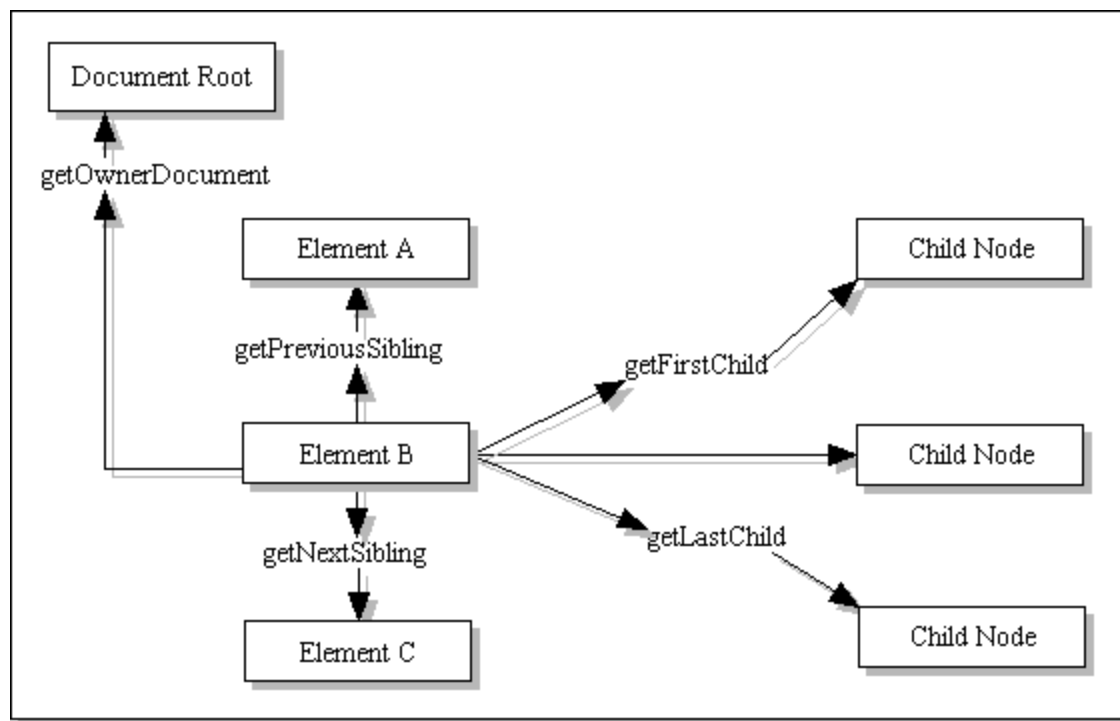 Document Root
getOwnerDocument
Element A
Child Node
getPreviousSibling
getFirstChild
Element B
Child Node
getLastChild
getNextSibling
Child Node
Element C